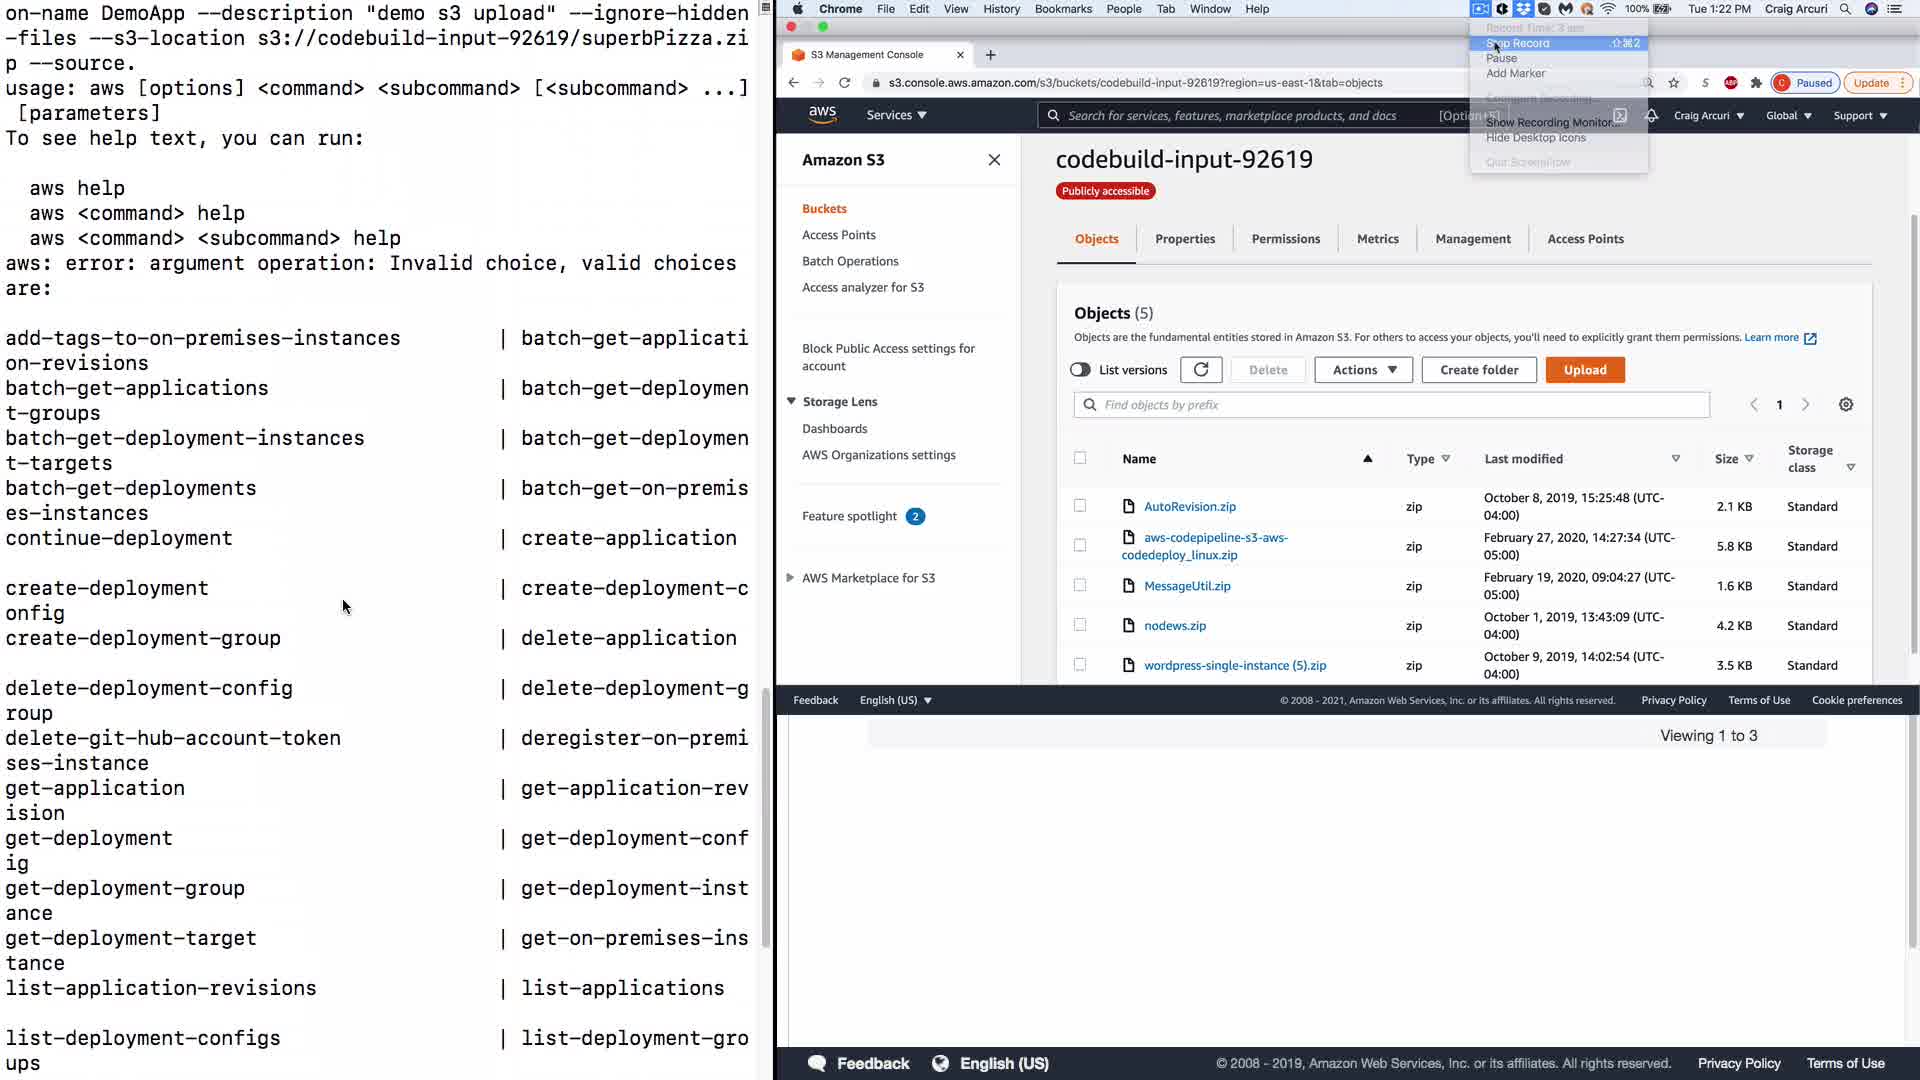 on-name DemoApp --description "demo s3 upload" --ignore-hidden
-files --s3-location s3://codebuild-input-92619/superbPizza.zi
p --source.
usage: aws [options] <command> <subcommand> [<subcommand> ...]
[parameters]
To see help text, you can run:
aws help
aws <command> help
aws <command> <subcommand> help
aws: error: argument operation: Invalid choice, valid choices
are:
add-tags-to-on-premises-instances | batch-get-applicati
on-revisions
batch-get-applications | batch-get-deploymen
t-groups
batch-get-deployment-instances | batch-get-deploymen
t-targets
batch-get-deployments | batch-get-on-premis
es-instances
continue-deployment | create-application
create-deployment | create-deployment-c
onfig
create-deployment-group | delete-application
delete-deployment-config | delete-deployment-g
roup
delete-git-hub-account-token | deregister-on-premi
ses-instance
get-application | get-application-rev
ision
get-deployment | get-deployment-conf
ig
get-deployment-group | get-deployment-inst
ance
get-deployment-target | get-on-premises-ins
tance
list-application-revisions | list-applications
list-deployment-configs | list-deployment-gro
ups
Chrome File Edit View History Bookmarks People Tab Window Help 100% Tue 1:22 PM Craig Arcuri
Stop Record ⇧⌘2
Pause
Add Marker
Show Recording Monitor...
Hide Desktop Icons
Quit ScreenFlow
S3 Management Console
s3.console.aws.amazon.com/s3/buckets/codebuild-input-92619?region=us-east-1&tab=objects
ABP
C Paused
Update
aws Services
Search for services, features, marketplace products, and docs
Craig Arcuri Global Support
Amazon S3
Buckets
Access Points
Batch Operations
Access analyzer for S3
Block Public Access settings for
account
Storage Lens
Dashboards
AWS Organizations settings
Feature spotlight 2
AWS Marketplace for S3
codebuild-input-92619
Publicly accessible
Objects Properties Permissions Metrics Management Access Points
Objects (5)
Objects are the fundamental entities stored in Amazon S3. For others to access your objects, you'll need to explicitly grant them permissions. Learn more
List versions Delete Actions Create folder Upload
Find objects by prefix
1
Name Type Last modified Size Storage
class
AutoRevision.zip zip October 8, 2019, 15:25:48 (UTC-
04:00) 2.1 KB Standard
aws-codepipeline-s3-aws-
codedeploy_linux.zip zip February 27, 2020, 14:27:34 (UTC-
05:00) 5.8 KB Standard
MessageUtil.zip zip February 19, 2020, 09:04:27 (UTC-
05:00) 1.6 KB Standard
nodews.zip zip October 1, 2019, 13:43:09 (UTC-
04:00) 4.2 KB Standard
wordpress-single-instance (5).zip zip October 9, 2019, 14:02:54 (UTC-
04:00) 3.5 KB Standard
Feedback English (US) © 2008 - 2021, Amazon Web Services, Inc. or its affiliates. All rights reserved. Privacy Policy Terms of Use Cookie preferences
Viewing 1 to 3
Feedback English (US) © 2008 - 2019, Amazon Web Services, Inc. or its affiliates. All rights reserved. Privacy Policy Terms of Use